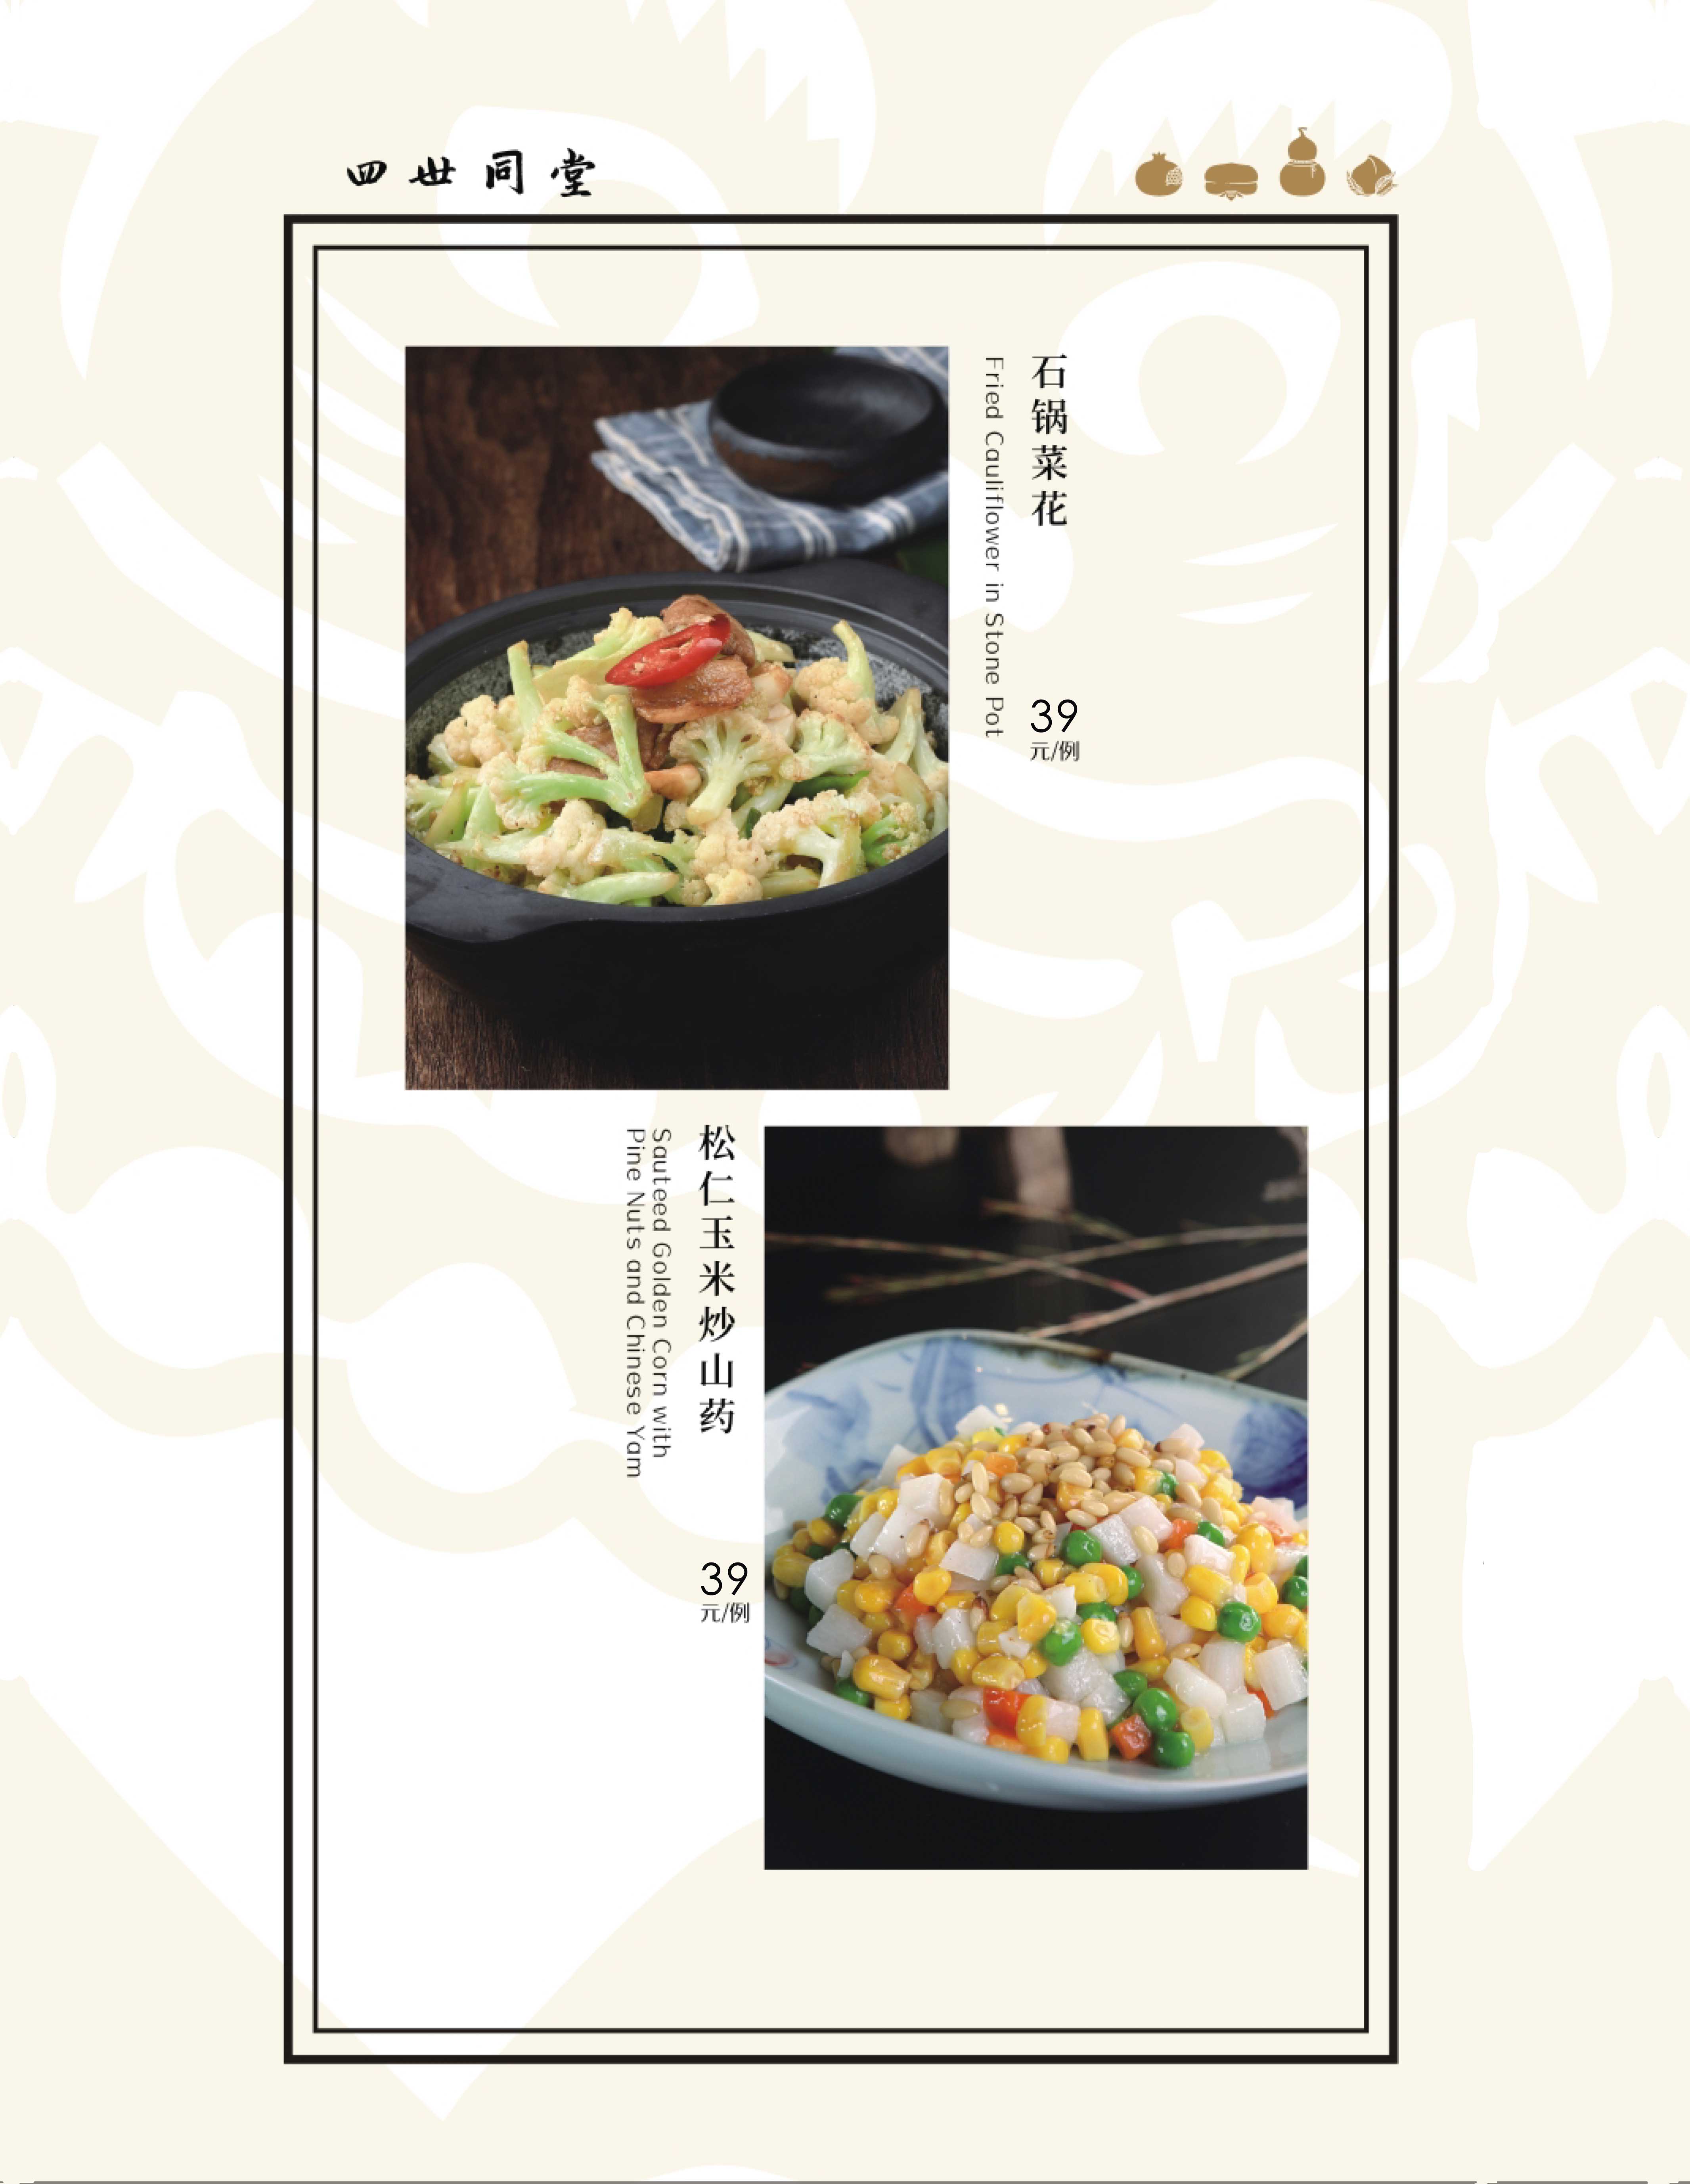 四世同堂
石锅菜花
Fried Cauliflower in Stone Pot
39
元/例
松仁玉米炒山药
Sauteed Golden Corn with
Pine Nuts and Chinese Yam
39
元/例